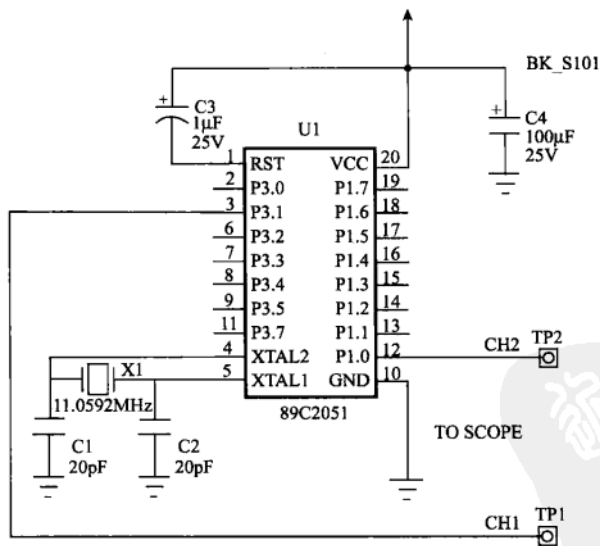 BK_S101
+
C3
1μF
25V
+
C4
100μF
25V
U1
1 RST VCC 20
2 P3.0 P1.7 19
3 P3.1 P1.6 18
6 P3.2 P1.5 17
7 P3.3 P1.4 16
8 P3.4 P1.3 15
9 P3.5 P1.2 14
11 P3.7 P1.1 13
4 XTAL2 P1.0 12
5 XTAL1 GND 10
89C2051
X1
11.0592MHz
C1
20pF
C2
20pF
CH2 TP2
TO SCOPE
CH1 TP1